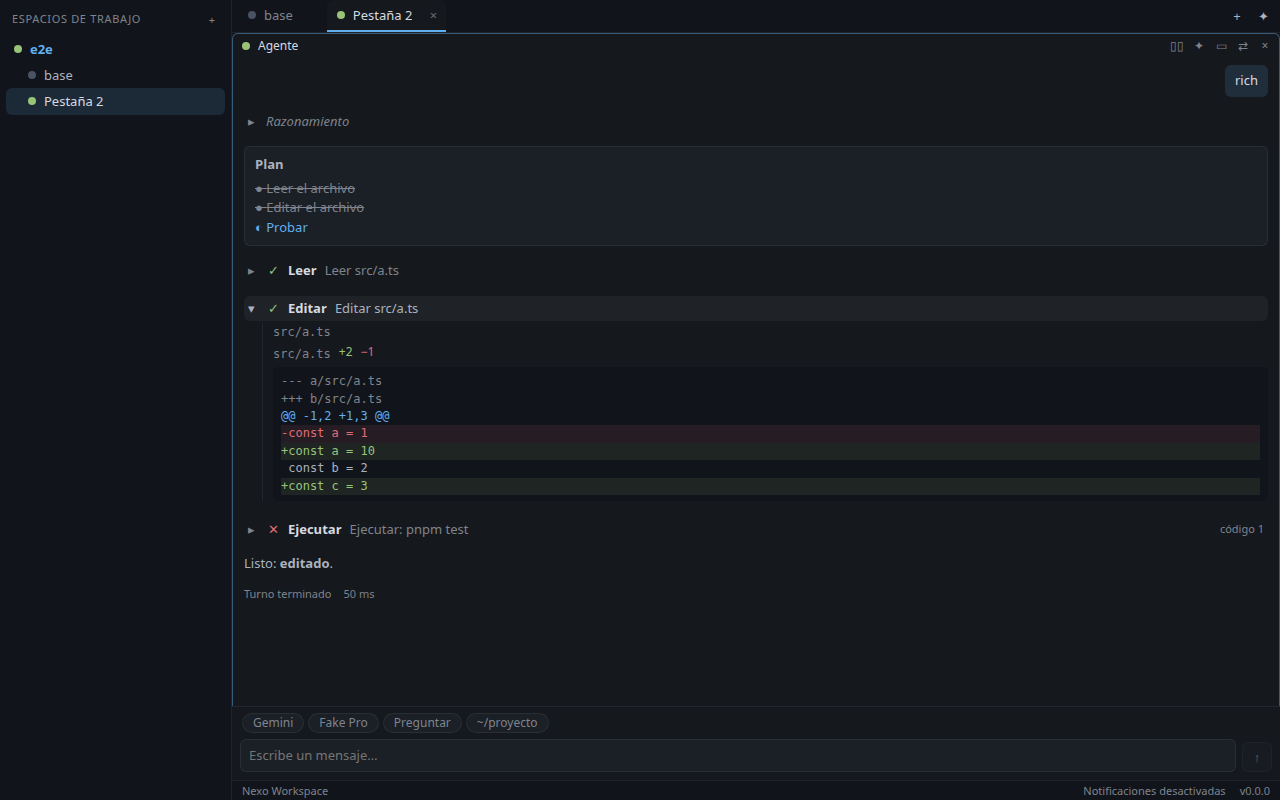 ESPACIOS DE TRABAJO +
e2e
base
Pestaña 2
base
Pestaña 2 ×
+ ✦
Agente
rich
▸ Razonamiento
Plan
● Leer el archivo
● Editar el archivo
◖ Probar
▸ ✓ Leer Leer src/a.ts
▾ ✓ Editar Editar src/a.ts
src/a.ts
src/a.ts +2 −1
--- a/src/a.ts
+++ b/src/a.ts
@@ -1,2 +1,3 @@
-const a = 1
+const a = 10
const b = 2
+const c = 3
▸ ✕ Ejecutar Ejecutar: pnpm test código 1
Listo: editado.
Turno terminado 50 ms
Gemini Fake Pro Preguntar ~/proyecto
Escribe un mensaje...
↑
Nexo Workspace Notificaciones desactivadas v0.0.0